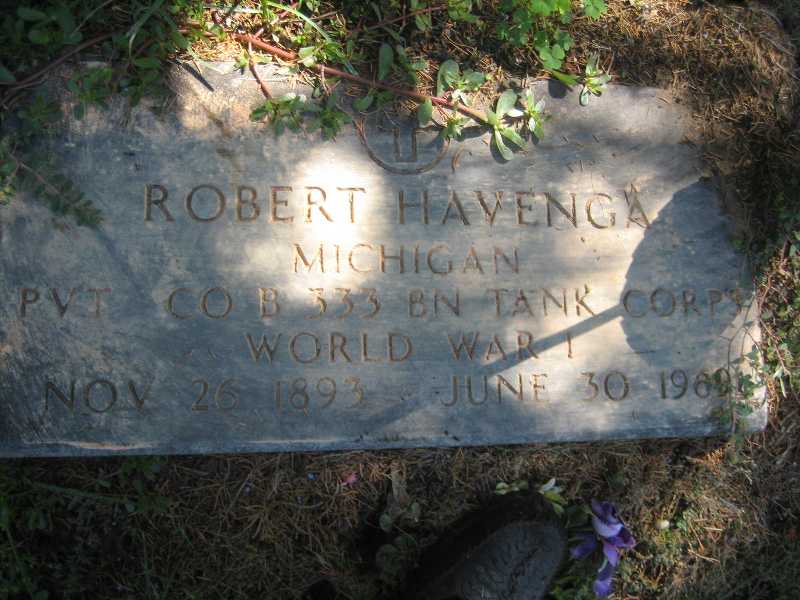 ROBERT HAVENGA
MICHIGAN
PVT CO B 333 BN TANK CORPS
WORLD WAR I
NOV 26 1893 JUNE 30